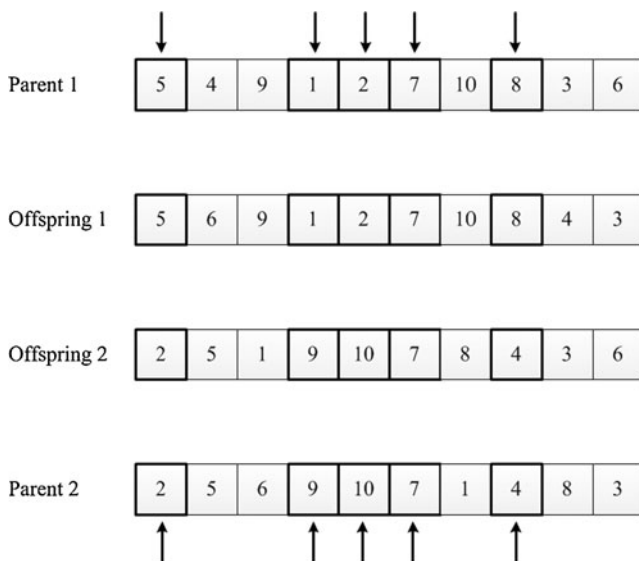 Parent 1 5 4 9 1 2 7 10 8 3 6
Offspring 1 5 6 9 1 2 7 10 8 4 3
Offspring 2 2 5 1 9 10 7 8 4 3 6
Parent 2 2 5 6 9 10 7 1 4 8 3